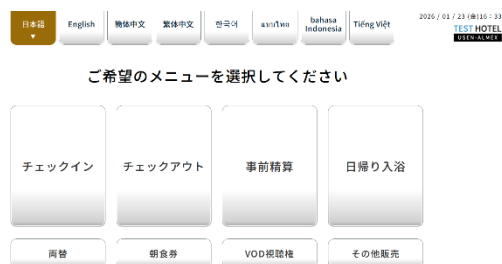 日本語 English 簡体中文 繁体中文 한국어 แบบไทย bahasa Indonesia Tiếng Việt
2026 / 01 / 23 (金)16:33
TEST HOTEL
USEN-ALMEX
ご希望のメニューを選択してください
チェックイン チェックアウト 事前精算 日帰り入浴
両替 朝食券 VOD視聴権 その他販売